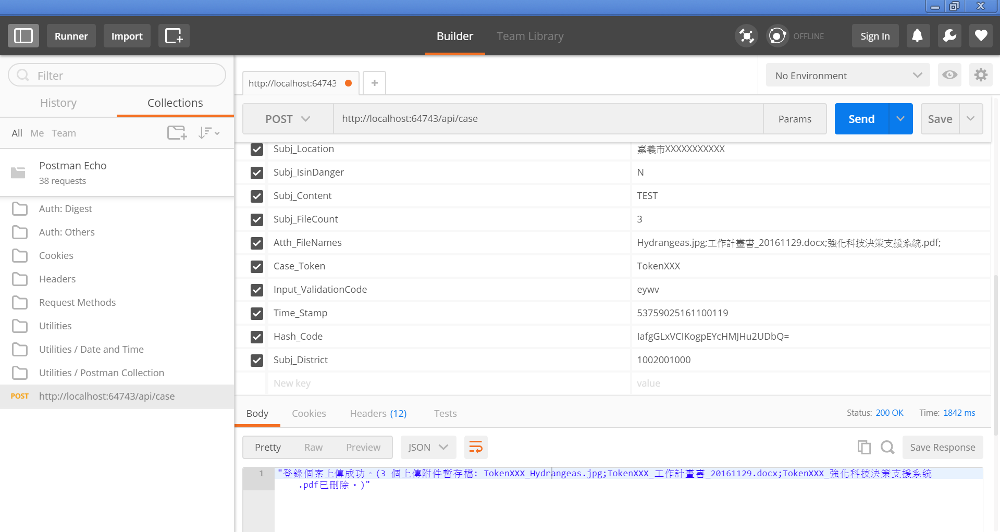 Runner Import Builder Team Library OFFLINE Sign In
Filter
History Collections
All Me Team
Postman Echo
38 requests
Auth: Digest
Auth: Others
Cookies
Headers
Request Methods
Utilities
Utilities / Date and Time
Utilities / Postman Collection
POST http://localhost:64743/api/case
http://localhost:64743 +
No Environment
POST http://localhost:64743/api/case Params Send Save
Subj_Location 嘉義市XXXXXXXXXXX
Subj_IsinDanger N
Subj_Content TEST
Subj_FileCount 3
Atth_FileNames Hydrangeas.jpg;工作計畫書_20161129.docx;強化科技決策支援系統.pdf;
Case_Token TokenXXX
Input_ValidationCode eywv
Time_Stamp 53759025161100119
Hash_Code IafgGLxVCIKogpEYcHMJHu2UDbQ=
Subj_District 1002001000
New key value
Body Cookies Headers (12) Tests Status: 200 OK Time: 1842 ms
Pretty Raw Preview JSON Save Response
1 "登錄個案上傳成功。(3 個上傳附件暫存檔: TokenXXX_Hydrangeas.jpg;TokenXXX_工作計畫書_20161129.docx;TokenXXX_強化科技決策支援系統
.pdf已刪除。)"